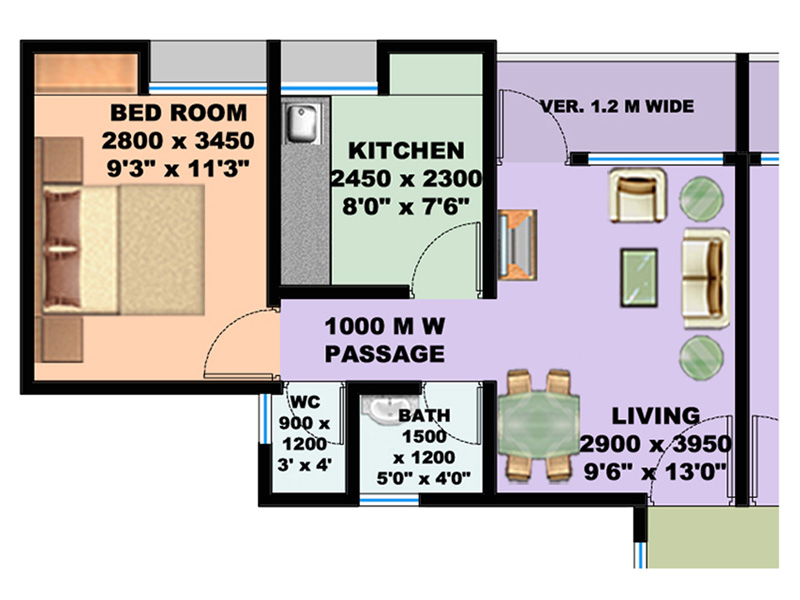 BED ROOM
2800 x 3450
9'3" x 11'3"
KITCHEN
2450 x 2300
8'0" x 7'6"
VER. 1.2 M WIDE
1000 M W
PASSAGE
WC
900 x
1200
3' x 4'
BATH
1500
x 1200
5'0" x 4'0"
LIVING
2900 x 3950
9'6" x 13'0"